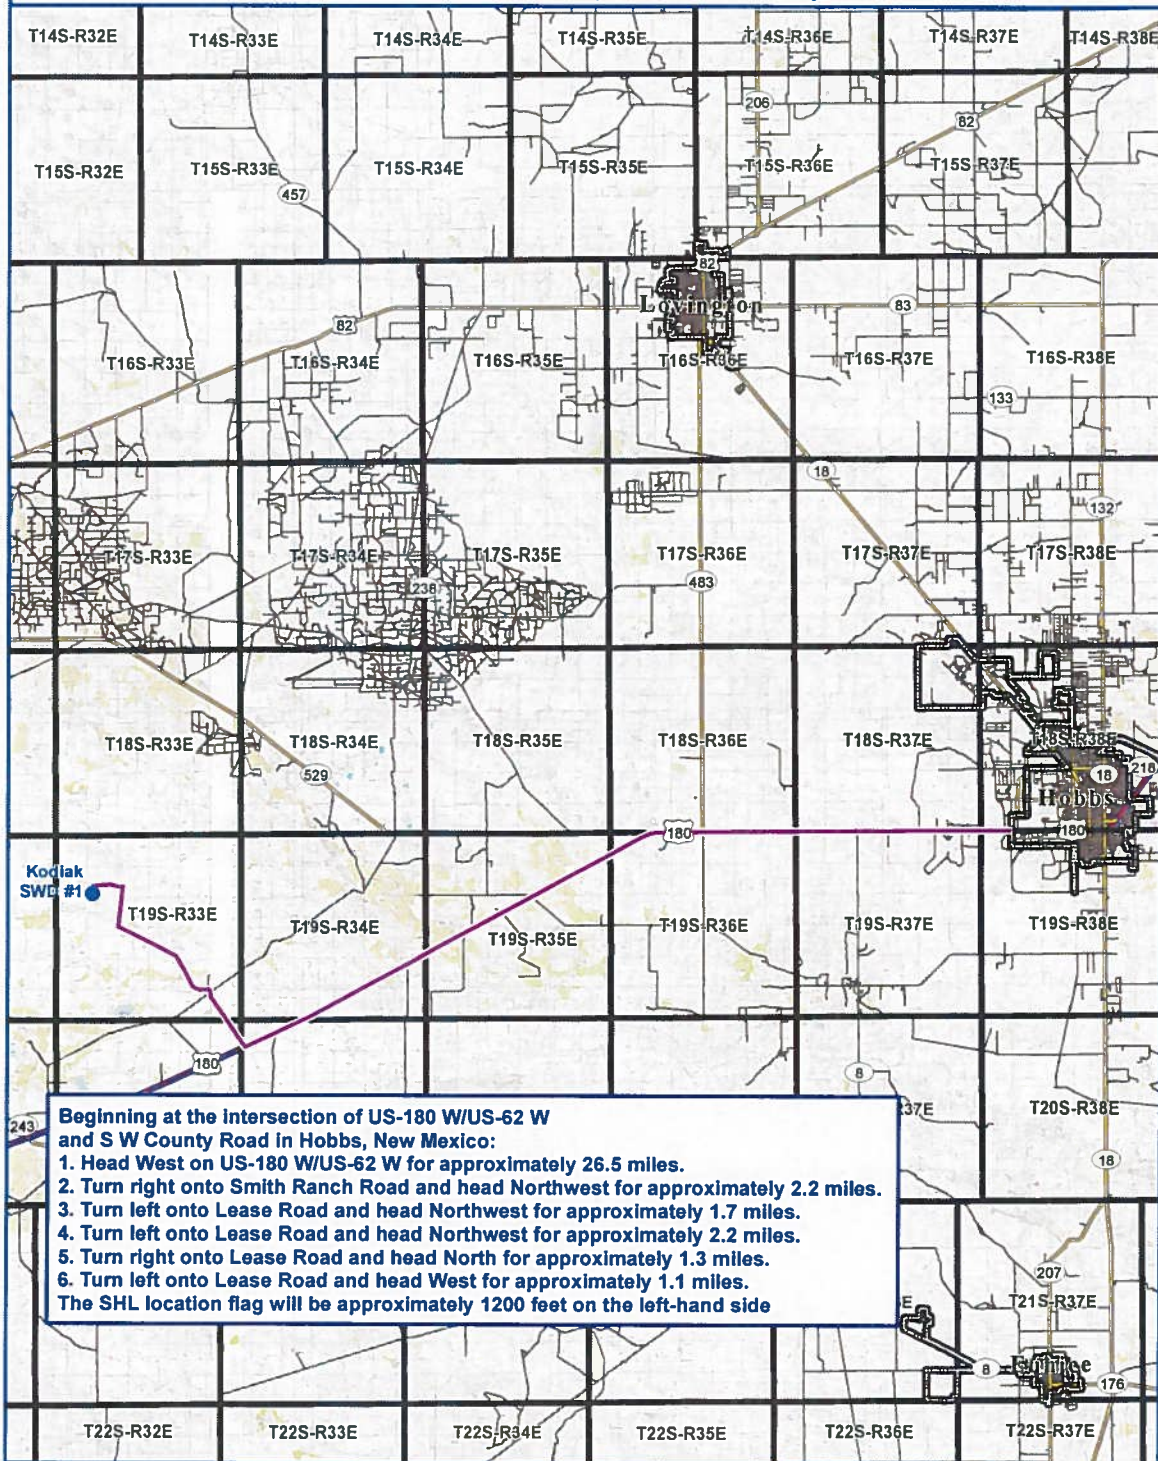 T14S-R32E T14S-R33E T14S-R34E T14S-R35E T14S-R36E T14S-R37E T14S-R38E
206
82
T15S-R32E T15S-R33E T15S-R34E T15S-R35E T15S-R36E T15S-R37E
457
82
Lovington
83
82
T16S-R33E T16S-R34E T16S-R35E T16S-R36E T16S-R37E T16S-R38E
133
18
132
T17S-R33E T17S-R34E T17S-R35E T17S-R36E T17S-R37E T17S-R38E
238
483
T18S-R33E T18S-R34E T18S-R35E T18S-R36E T18S-R37E T18S-R38E
529
18
218
Hobbs
180
180
Kodiak
SWD #1
T19S-R33E T19S-R34E T19S-R35E T19S-R36E T19S-R37E T19S-R38E
180
8
243
37E
T20S-R38E
18
Beginning at the intersection of US-180 W/US-62 W
and S W County Road in Hobbs, New Mexico:
1. Head West on US-180 W/US-62 W for approximately 26.5 miles.
2. Turn right onto Smith Ranch Road and head Northwest for approximately 2.2 miles.
3. Turn left onto Lease Road and head Northwest for approximately 1.7 miles.
4. Turn left onto Lease Road and head Northwest for approximately 2.2 miles.
5. Turn right onto Lease Road and head North for approximately 1.3 miles.
6. Turn left onto Lease Road and head West for approximately 1.1 miles.
The SHL location flag will be approximately 1200 feet on the left-hand side
207
E
T21S-R37E
Eunice
8
176
T22S-R32E T22S-R33E T22S-R34E T22S-R35E T22S-R36E T22S-R37E